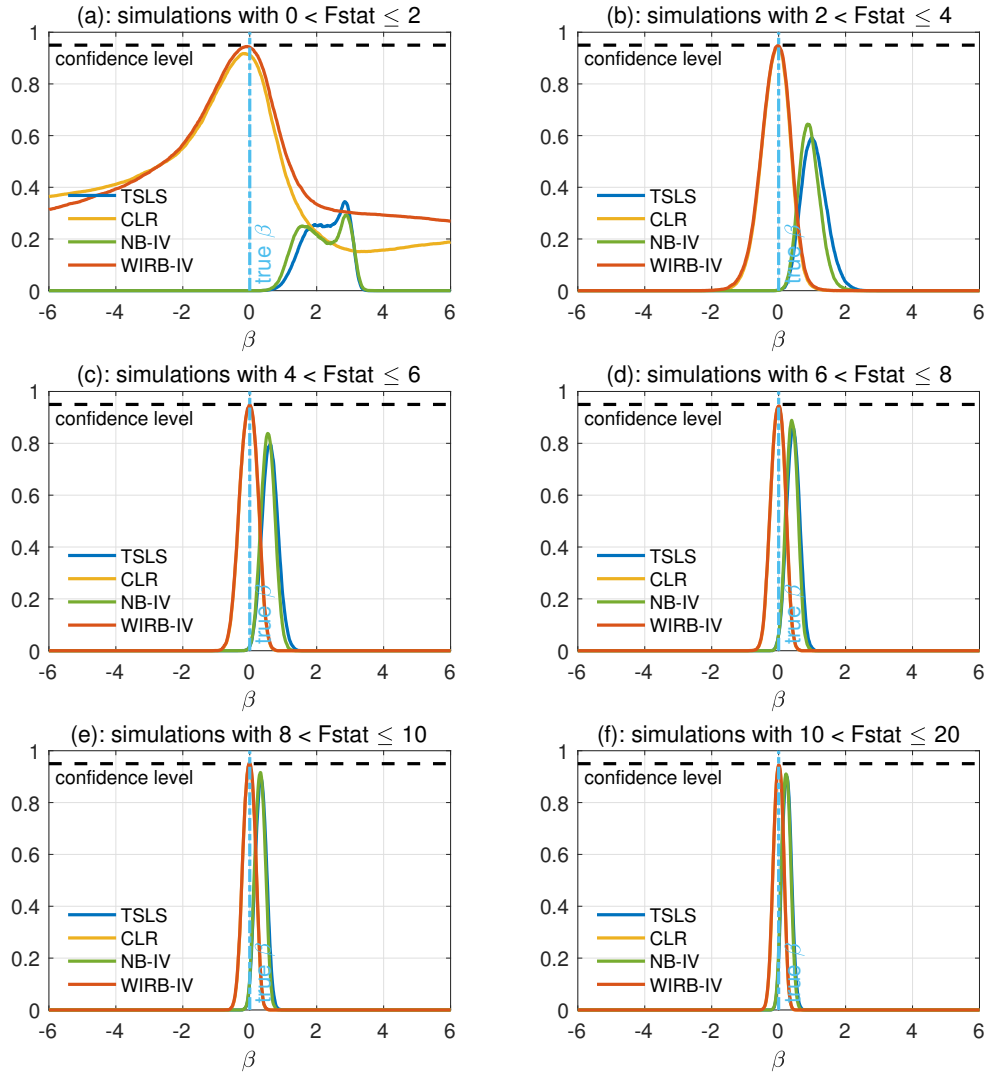 (a): simulations with 0 < Fstat ≤ 2
1
confidence level
0.8
0.6
0.4
0.2
0
TSLS
CLR
NB-IV
WIRB-IV
true β
-6 -4 -2 0 2 4 6
β
(b): simulations with 2 < Fstat ≤ 4
1
confidence level
0.8
0.6
0.4
0.2
0
TSLS
CLR
NB-IV
WIRB-IV
true β
-6 -4 -2 0 2 4 6
β
(c): simulations with 4 < Fstat ≤ 6
1
confidence level
0.8
0.6
0.4
0.2
0
TSLS
CLR
NB-IV
WIRB-IV
true β
-6 -4 -2 0 2 4 6
β
(d): simulations with 6 < Fstat ≤ 8
1
confidence level
0.8
0.6
0.4
0.2
0
TSLS
CLR
NB-IV
WIRB-IV
true β
-6 -4 -2 0 2 4 6
β
(e): simulations with 8 < Fstat ≤ 10
1
confidence level
0.8
0.6
0.4
0.2
0
TSLS
CLR
NB-IV
WIRB-IV
true β
-6 -4 -2 0 2 4 6
β
(f): simulations with 10 < Fstat ≤ 20
1
confidence level
0.8
0.6
0.4
0.2
0
TSLS
CLR
NB-IV
WIRB-IV
true β
-6 -4 -2 0 2 4 6
β